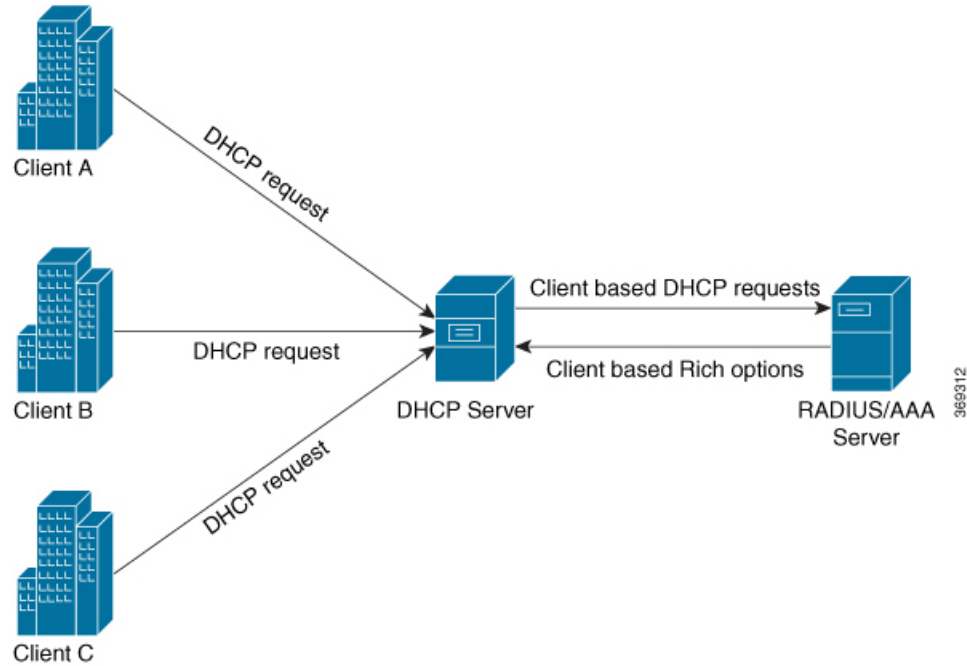 Client A
DHCP request
Client B
DHCP request
Client C
DHCP request
DHCP Server
Client based DHCP requests
Client based Rich options
RADIUS/AAA
Server
369312